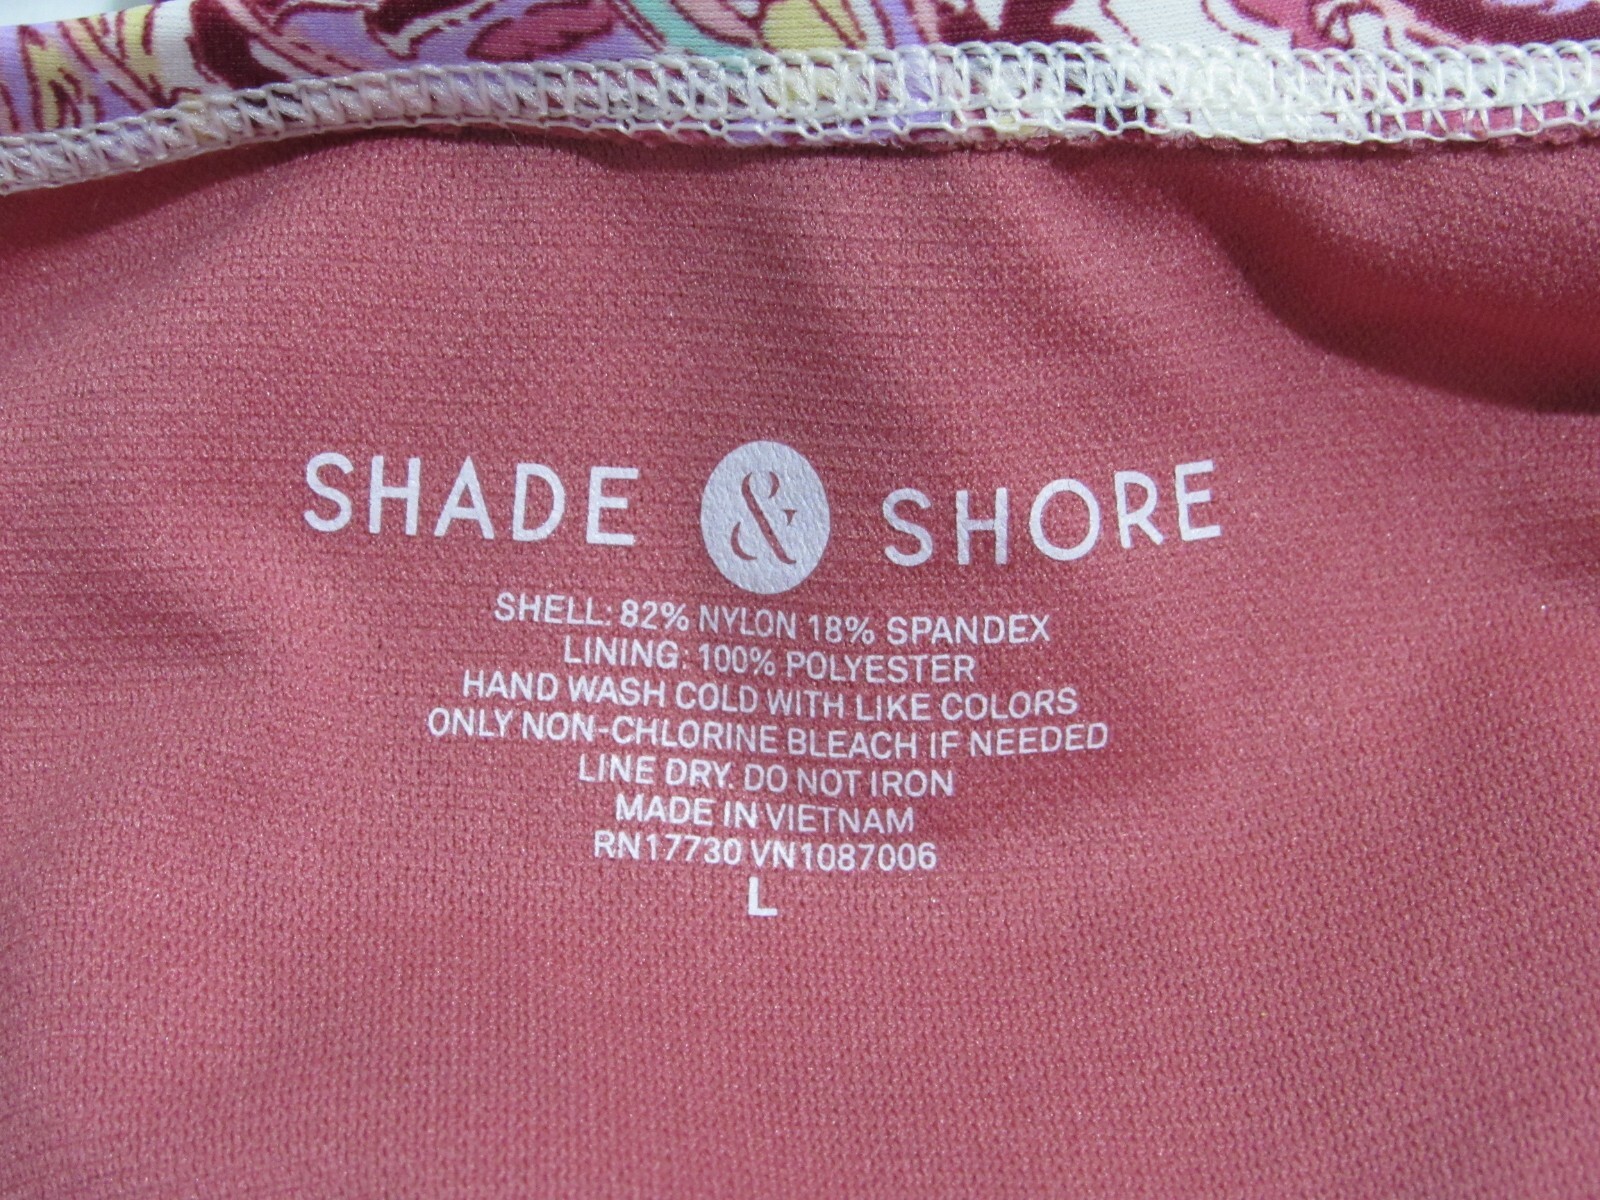 SHADE & SHORE
SHELL: 82% NYLON 18% SPANDEX
LINING: 100% POLYESTER
HAND WASH COLD WITH LIKE COLORS
ONLY NON-CHLORINE BLEACH IF NEEDED
LINE DRY. DO NOT IRON
MADE IN VIETNAM
RN17730 VN1087006
L